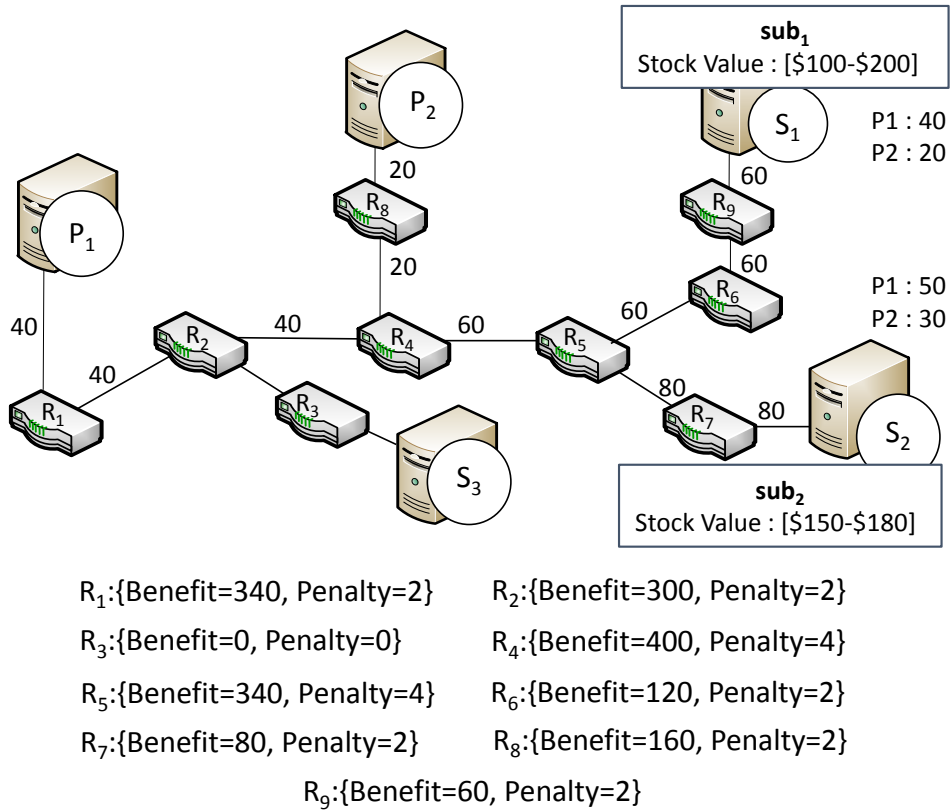 sub1
Stock Value : [$100-$200]
P2
S1
P1 : 40
P2 : 20
20
60
R8
R9
P1
20
60
R6
P1 : 50
P2 : 30
40
R2
40
R4
60
R5
60
40
R1
R3
80
R7
80
S2
S3
sub2
Stock Value : [$150-$180]
R1:{Benefit=340, Penalty=2}
R2:{Benefit=300, Penalty=2}
R3:{Benefit=0, Penalty=0}
R4:{Benefit=400, Penalty=4}
R5:{Benefit=340, Penalty=4}
R6:{Benefit=120, Penalty=2}
R7:{Benefit=80, Penalty=2}
R8:{Benefit=160, Penalty=2}
R9:{Benefit=60, Penalty=2}